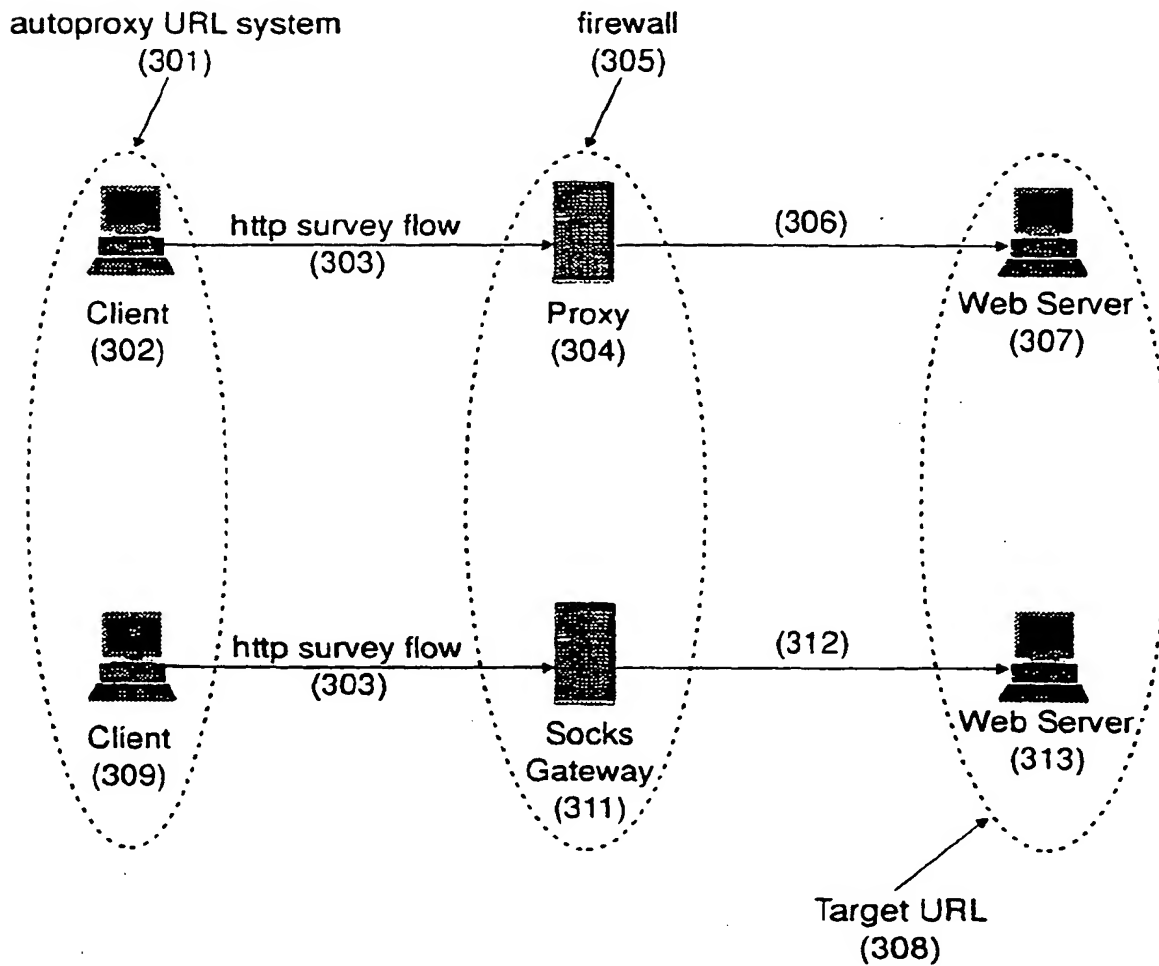 autoproxy URL system
(301)
firewall
(305)
http survey flow
(303)
(306)
Client
(302)
Proxy
(304)
Web Server
(307)
http survey flow
(303)
(312)
Client
(309)
Socks
Gateway
(311)
Web Server
(313)
Target URL
(308)